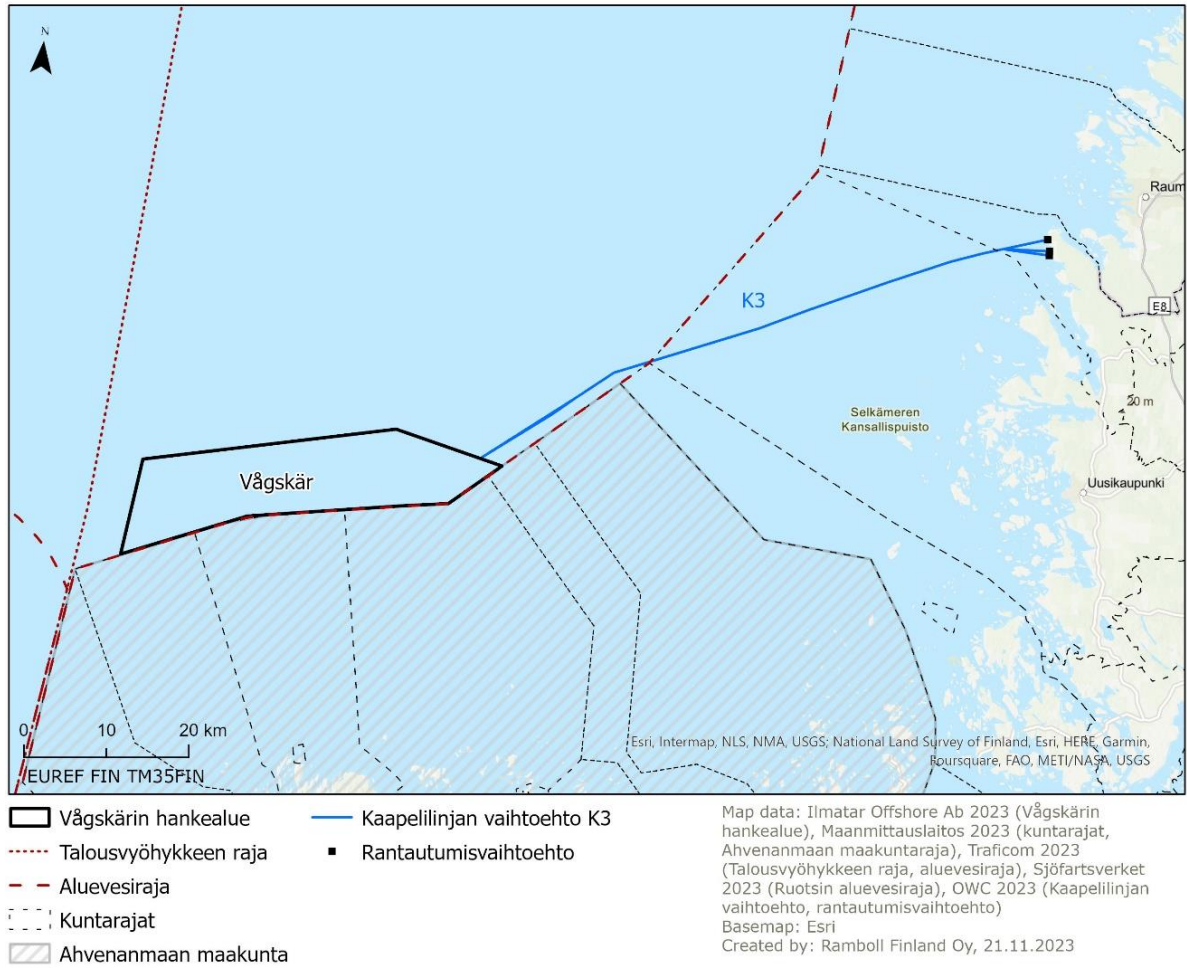 N
Raum
K3
E8
20 m
Selkämeren
Kansallispuisto
Vågskär
Uusikaupunki
0 10 20 km
Esri, Intermap, NLS, NMA, USGS; National Land Survey of Finland, Esri, HERE, Garmin,
Foursquare, FAO, METI/NASA, USGS
EUREF FIN TM35FIN
Vågskärin hankealue
Talousvyöhykkeen raja
Aluevesiraja
Kuntarajat
Ahvenanmaan maakunta
Kaapelilinjan vaihtoehto K3
Rantautumisvaihtoehto
Map data: Ilmatar Offshore Ab 2023 (Vågskärin
hankealue), Maanmittauslaitos 2023 (kuntarajat,
Ahvenanmaan maakuntaraja), Traficom 2023
(Talousvyöhykkeen raja, aluevesiraja), Sjöfartsverket
2023 (Ruotsin aluevesiraja), OWC 2023 (Kaapelilinjan
vaihtoehto, rantautumisvaihtoehto)
Basemap: Esri
Created by: Ramboll Finland Oy, 21.11.2023